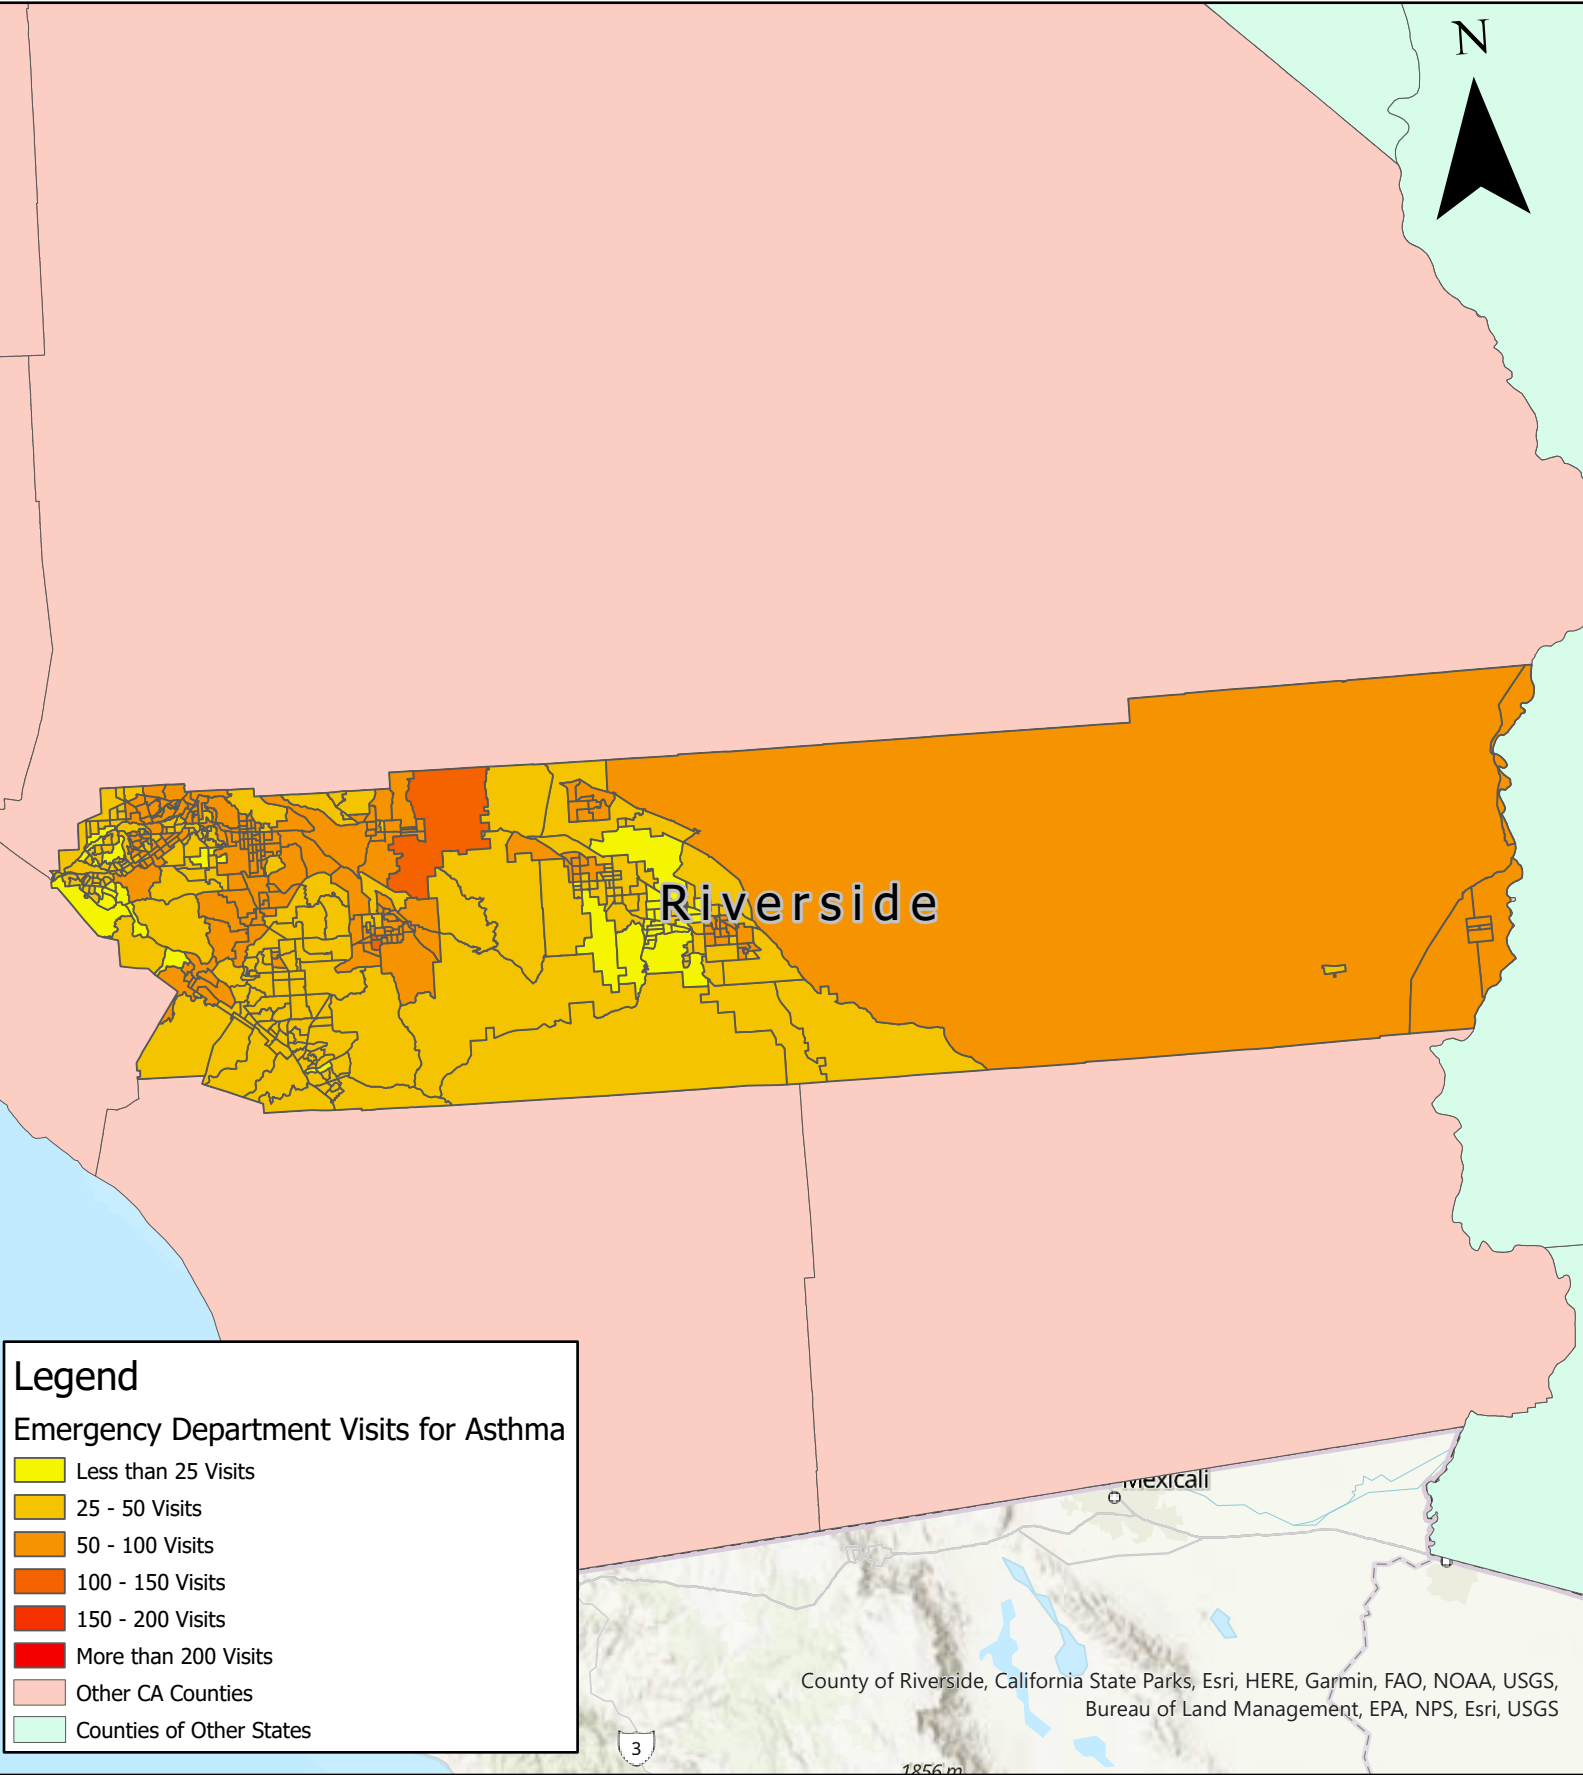 N
Riverside
Legend
Emergency Department Visits for Asthma
Less than 25 Visits
25 - 50 Visits
50 - 100 Visits
100 - 150 Visits
150 - 200 Visits
More than 200 Visits
Other CA Counties
Counties of Other States
Mexicali
County of Riverside, California State Parks, Esri, HERE, Garmin, FAO, NOAA, USGS,
Bureau of Land Management, EPA, NPS, Esri, USGS
3
1856 m